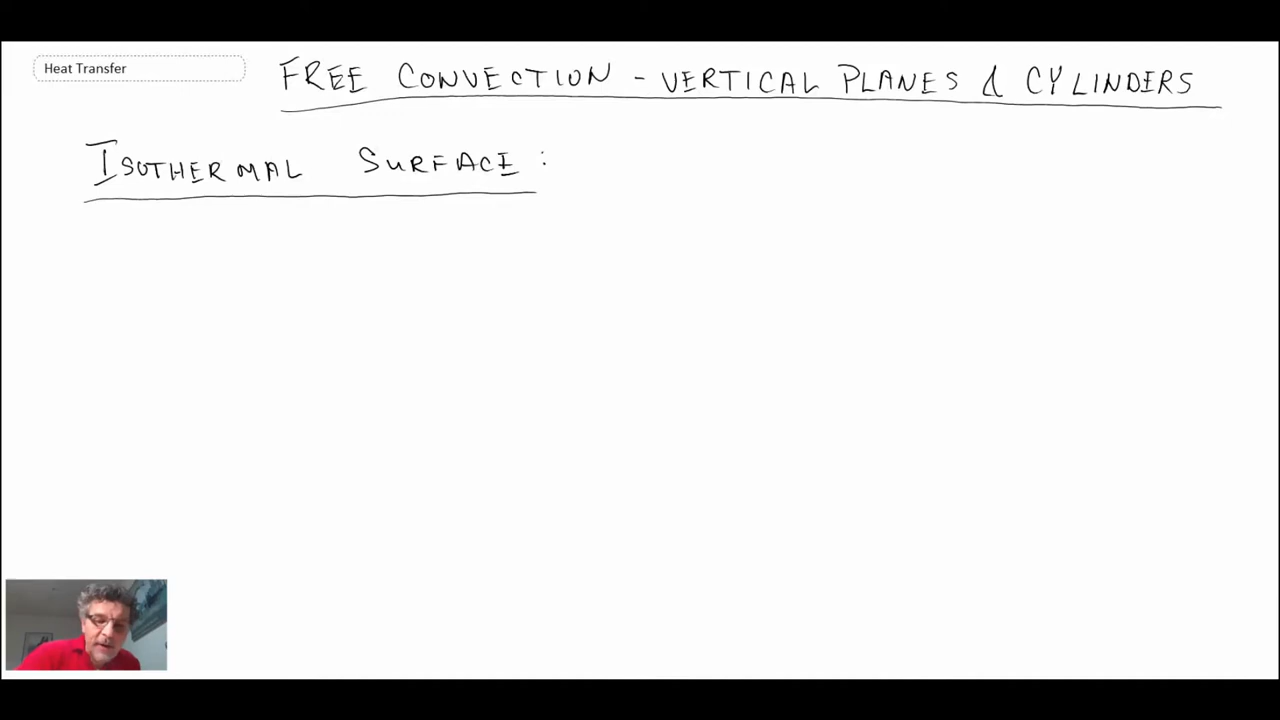 Heat Transfer
FREE CONVECTION - VERTICAL PLANES & CYLINDERS
ISOTHERMAL SURFACE :